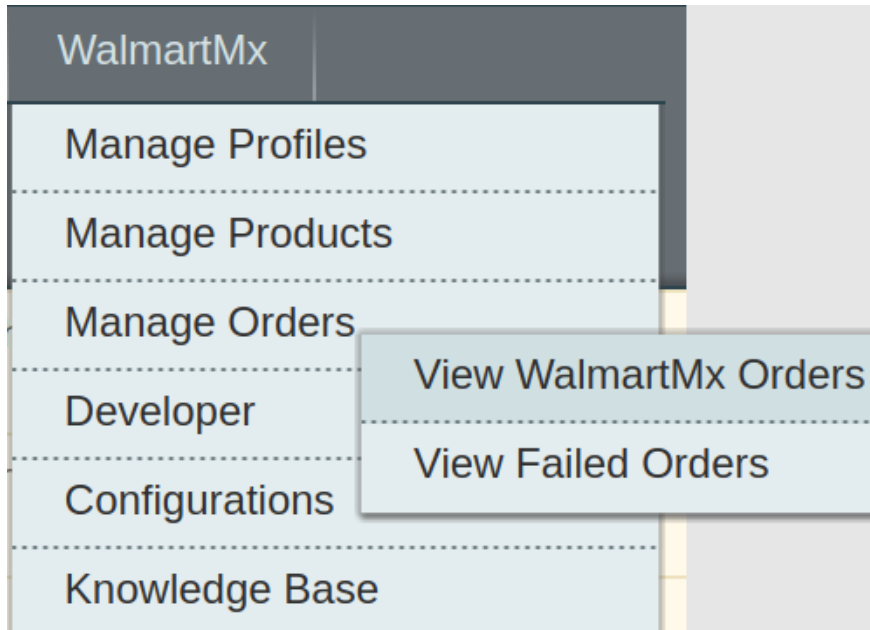 WalmartMx
Manage Profiles
Manage Products
Manage Orders
View WalmartMx Orders
View Failed Orders
Developer
Configurations
Knowledge Base